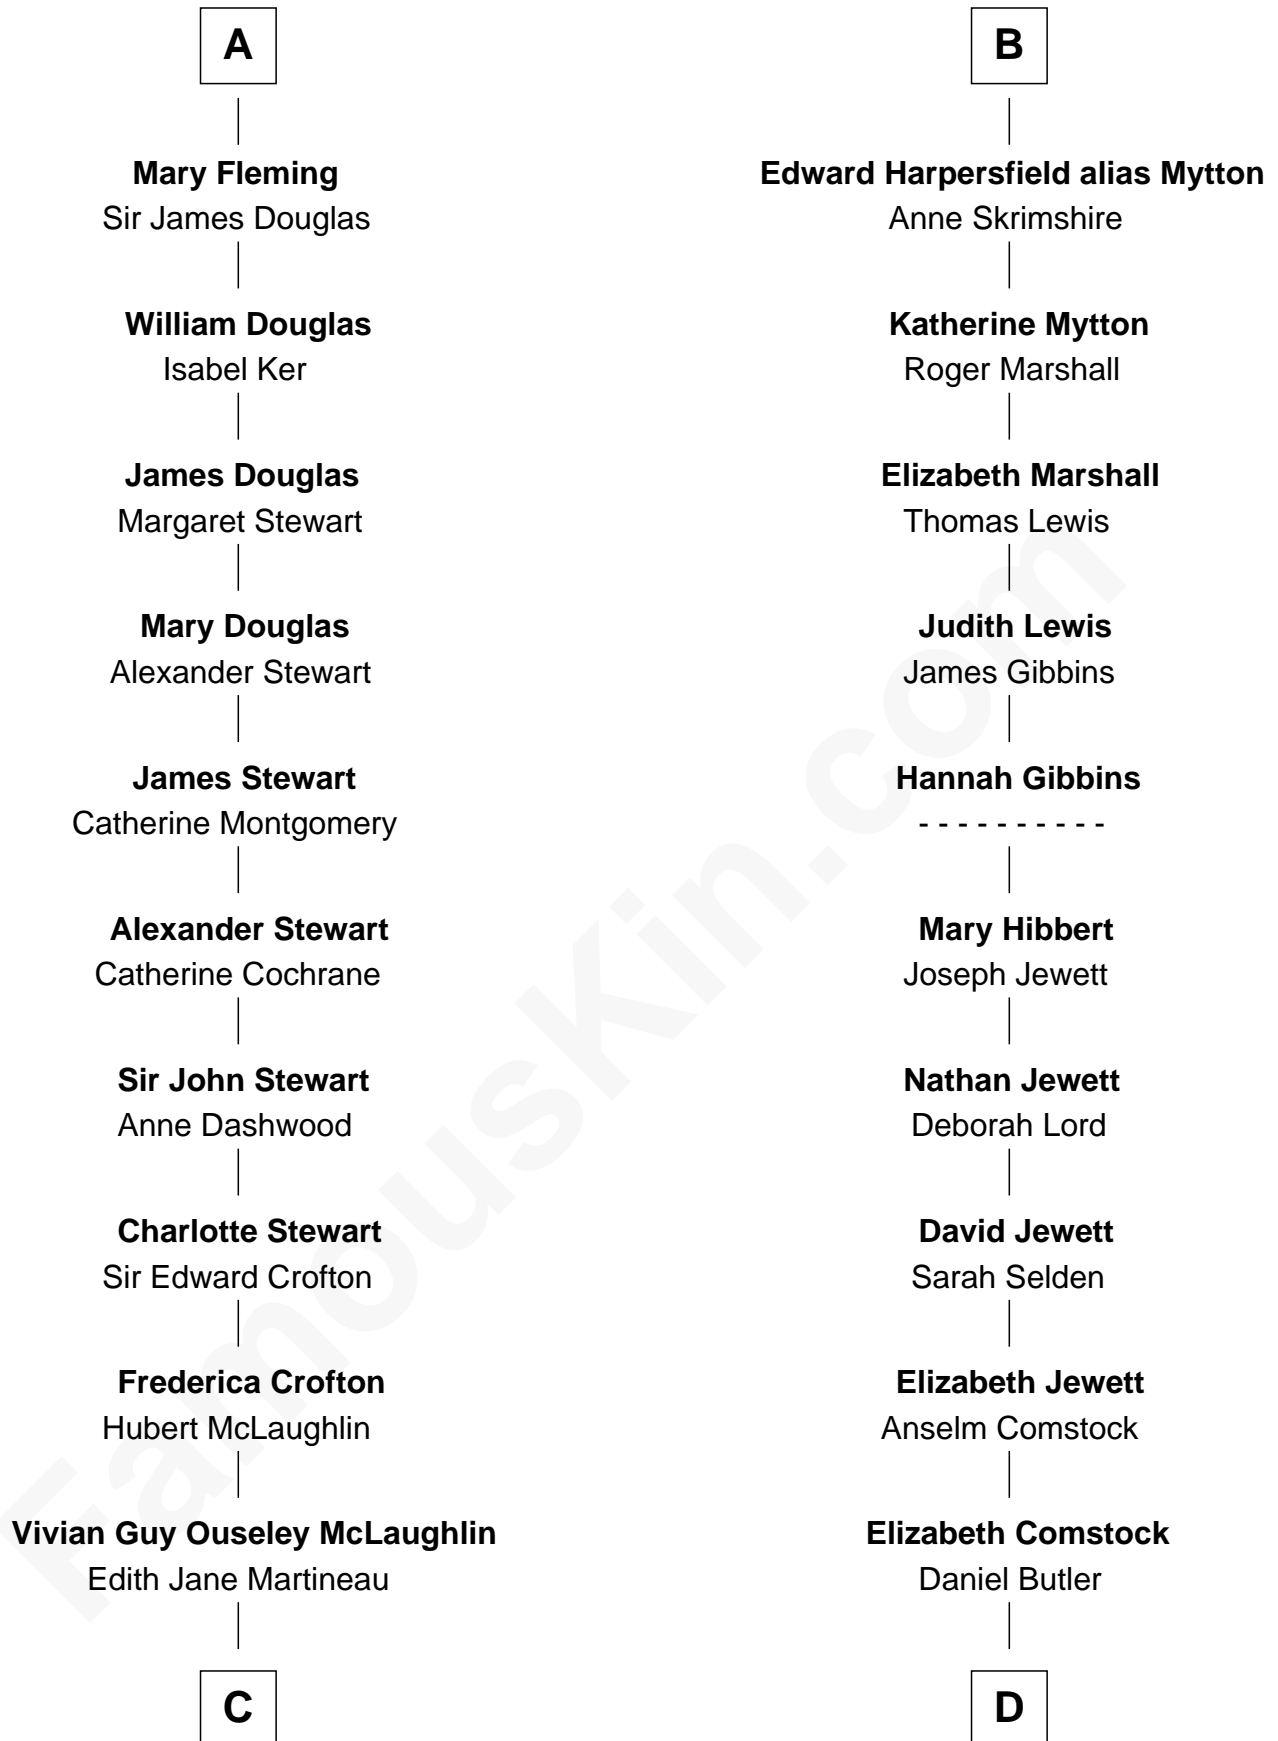 A
Mary Fleming
Sir James Douglas
William Douglas
Isabel Ker
James Douglas
Margaret Stewart
Mary Douglas
Alexander Stewart
James Stewart
Catherine Montgomery
Alexander Stewart
Catherine Cochrane
Sir John Stewart
Anne Dashwood
Charlotte Stewart
Sir Edward Crofton
Frederica Crofton
Hubert McLaughlin
Vivian Guy Ouseley McLaughlin
Edith Jane Martineau
C
B
Edward Harpersfield alias Mytton
Anne Skrimshire
Katherine Mytton
Roger Marshall
Elizabeth Marshall
Thomas Lewis
Judith Lewis
James Gibbins
Hannah Gibbins
- - - - - - - - - -
Mary Hibbert
Joseph Jewett
Nathan Jewett
Deborah Lord
David Jewett
Sarah Selden
Elizabeth Jewett
Anselm Comstock
Elizabeth Comstock
Daniel Butler
D
FamousKin.com